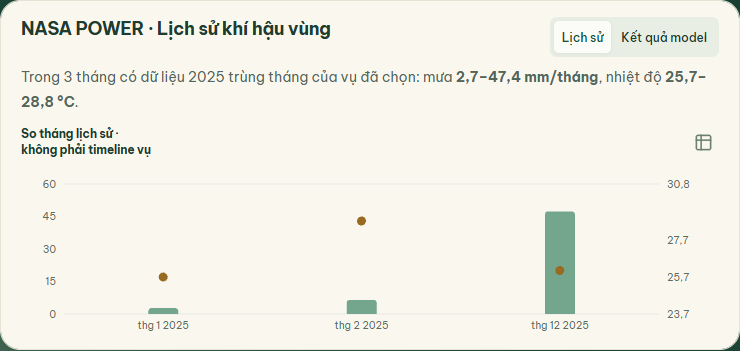 NASA POWER · Lịch sử khí hậu vùng
Lịch sử
Kết quả model
Trong 3 tháng có dữ liệu 2025 trùng tháng của vụ đã chọn: mưa 2,7–47,4 mm/tháng, nhiệt độ 25,7–
28,8 °C.
So tháng lịch sử ·
không phải timeline vụ
60
45
30
15
0
30,8
27,7
25,7
23,7
thg 1 2025
thg 2 2025
thg 12 2025